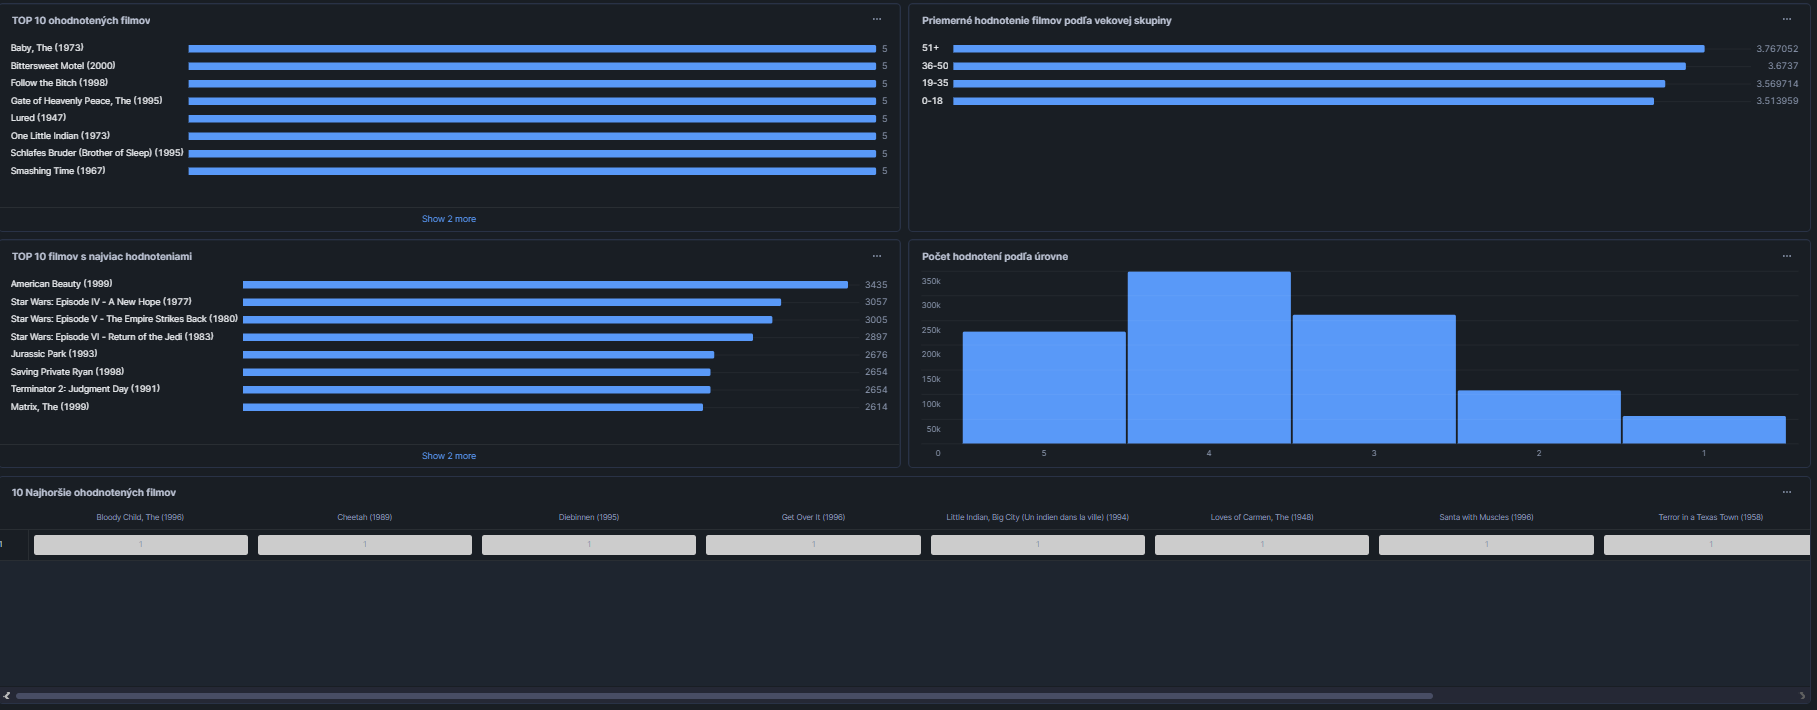 TOP 10 ohodnotených filmov
...
Baby, The (1973) 5
Bittersweet Motel (2000) 5
Follow the Bitch (1998) 5
Gate of Heavenly Peace, The (1995) 5
Lured (1947) 5
One Little Indian (1973) 5
Schlafes Bruder (Brother of Sleep) (1995) 5
Smashing Time (1967) 5
Show 2 more
Priemerné hodnotenie filmov podľa vekovej skupiny
...
51+ 3.767052
36-50 3.6737
19-35 3.569714
0-18 3.513959
TOP 10 filmov s najviac hodnoteniami
...
American Beauty (1999) 3435
Star Wars: Episode IV - A New Hope (1977) 3057
Star Wars: Episode V - The Empire Strikes Back (1980) 3005
Star Wars: Episode VI - Return of the Jedi (1983) 2897
Jurassic Park (1993) 2676
Saving Private Ryan (1998) 2654
Terminator 2: Judgment Day (1991) 2654
Matrix, The (1999) 2614
Show 2 more
Počet hodnotení podľa úrovne
...
350k
300k
250k
200k
150k
100k
50k
0 5 4 3 2 1
10 Najhoršie ohodnotených filmov
...
Bloody Child, The (1996) Cheetah (1989) Diebinnen (1995) Get Over It (1996) Little Indian, Big City (Un indien dans la ville) (1994) Loves of Carmen, The (1948) Santa with Muscles (1996) Terror in a Texas Town (1958)
1 1 1 1 1 1 1 1 1